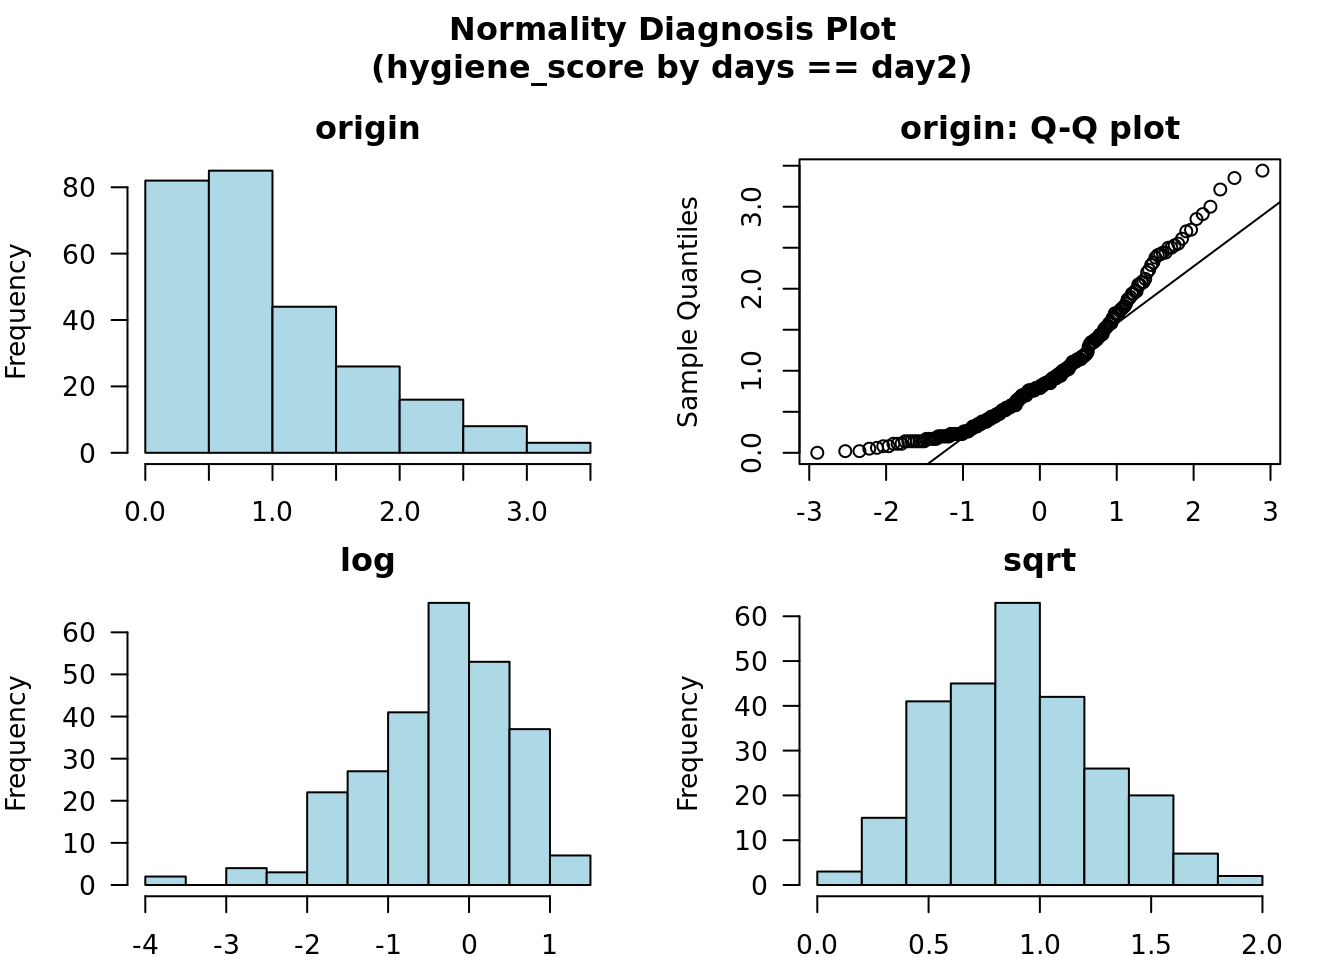 Normality Diagnosis Plot
(hygiene_score by days == day2)
origin
Frequency
80
60
40
20
0
0.0 1.0 2.0 3.0
origin: Q-Q plot
Sample Quantiles
3.0
2.0
1.0
0.0
-3 -2 -1 0 1 2 3
log
Frequency
60
50
40
30
20
10
0
-4 -3 -2 -1 0 1
sqrt
Frequency
60
50
40
30
20
10
0
0.0 0.5 1.0 1.5 2.0